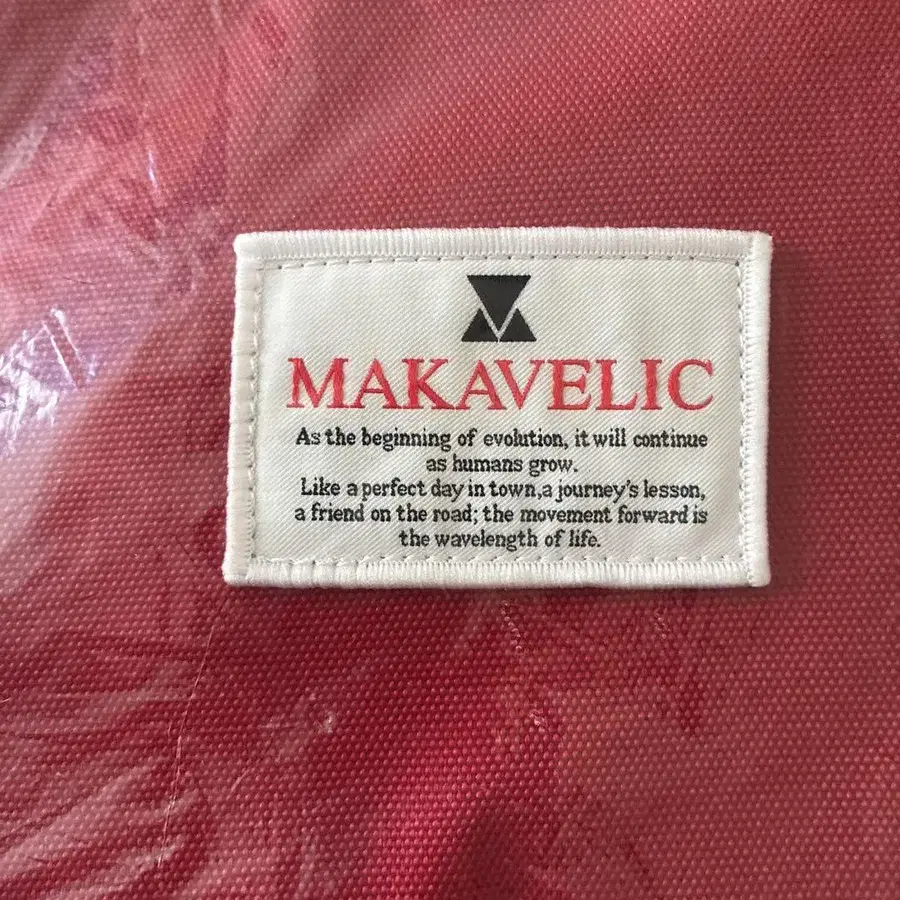 MAKAVELIC
As the beginning of evolution, it will continue
as humans grow.
Like a perfect day in town,a journey's lesson,
a friend on the road; the movement forward is
the wavelength of life.